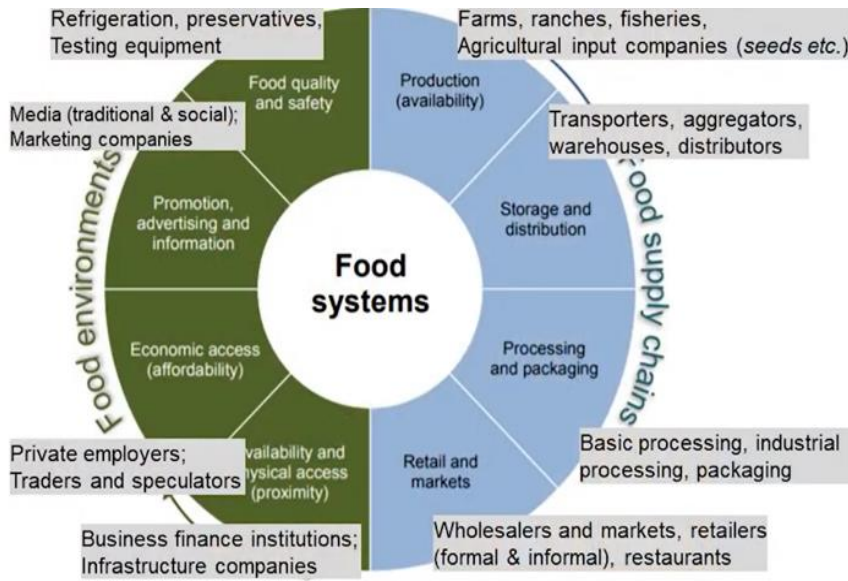 Refrigeration, preservatives,
Testing equipment
Farms, ranches, fisheries,
Agricultural input companies (seeds etc.)
Food quality
and safety
Production
(availability)
Media (traditional & social);
Marketing companies
Transporters, aggregators,
warehouses, distributors
Promotion,
advertising and
information
Storage and
distribution
Food environments
Food
systems
supply chains
Economic access
(affordability)
Processing
and packaging
Private employers;
Traders and speculators
and
(proximity)
Retail and
markets
Basic processing, industrial
processing, packaging
Business finance institutions;
Infrastructure companies
Wholesalers and markets, retailers
(formal & informal), restaurants